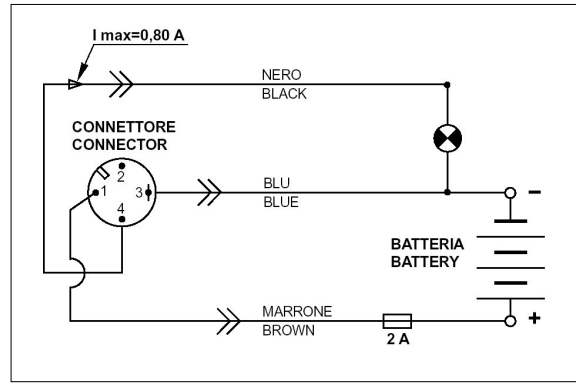 I max=0,80 A
NERO
BLACK
CONNETTORE
CONNECTOR
2
1
3
4
BLU
BLUE
−
BATTERIA
BATTERY
MARRONE
BROWN
2 A
+